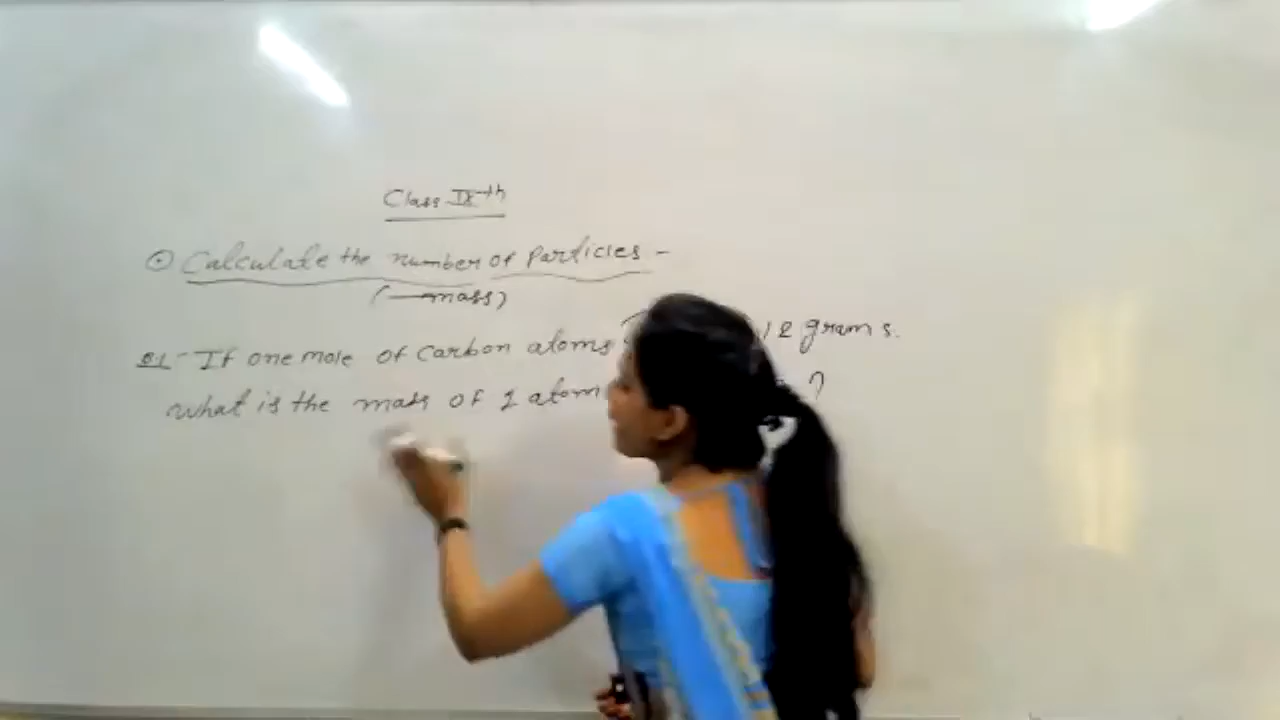 Class IXth
⊙ Calculate the number of Particles -
( — mass)
Q1 - If one mole of carbon atoms 12 grams.
what is the mass of 1 atom ?